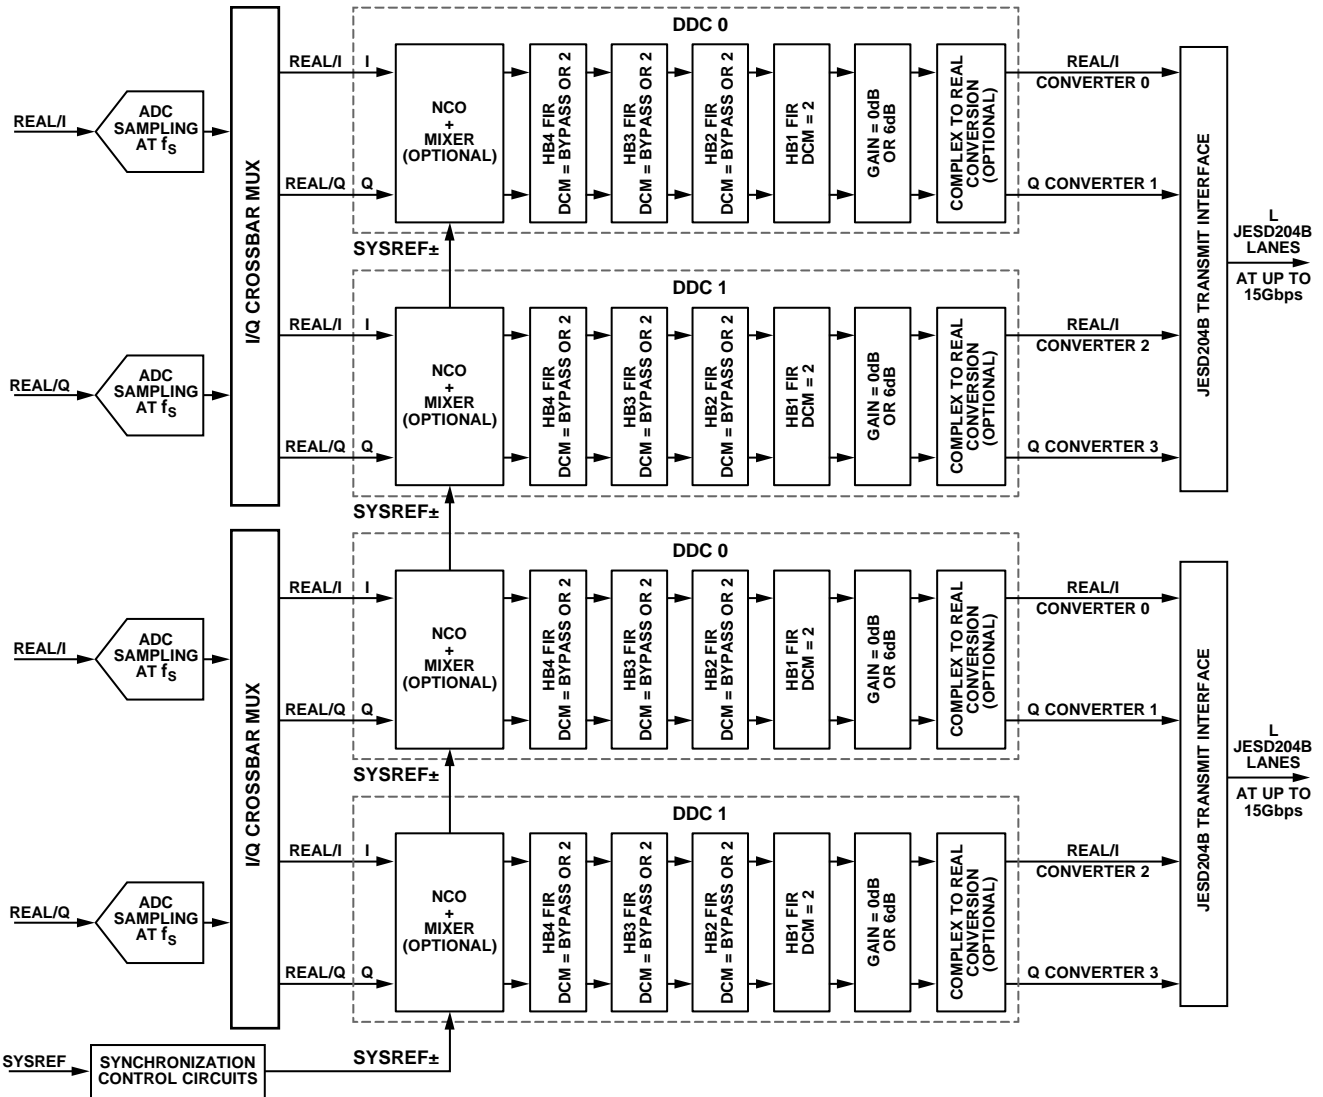 DDC 0
REAL/I
ADC
SAMPLING
AT fS
I/Q CROSSBAR MUX
REAL/I I
REAL/Q Q
NCO
+
MIXER
(OPTIONAL)
HB4 FIR
DCM = BYPASS OR 2
HB3 FIR
DCM = BYPASS OR 2
HB2 FIR
DCM = BYPASS OR 2
HB1 FIR
DCM = 2
GAIN = 0dB
OR 6dB
COMPLEX TO REAL
CONVERSION
(OPTIONAL)
REAL/I
CONVERTER 0
Q CONVERTER 1
SYSREF±
DDC 1
REAL/Q
ADC
SAMPLING
AT fS
REAL/I I
REAL/Q Q
NCO
+
MIXER
(OPTIONAL)
HB4 FIR
DCM = BYPASS OR 2
HB3 FIR
DCM = BYPASS OR 2
HB2 FIR
DCM = BYPASS OR 2
HB1 FIR
DCM = 2
GAIN = 0dB
OR 6dB
COMPLEX TO REAL
CONVERSION
(OPTIONAL)
REAL/I
CONVERTER 2
Q CONVERTER 3
JESD204B TRANSMIT INTERFACE
L
JESD204B
LANES
AT UP TO
15Gbps
SYSREF±
DDC 0
REAL/I
ADC
SAMPLING
AT fS
I/Q CROSSBAR MUX
REAL/I I
REAL/Q Q
NCO
+
MIXER
(OPTIONAL)
HB4 FIR
DCM = BYPASS OR 2
HB3 FIR
DCM = BYPASS OR 2
HB2 FIR
DCM = BYPASS OR 2
HB1 FIR
DCM = 2
GAIN = 0dB
OR 6dB
COMPLEX TO REAL
CONVERSION
(OPTIONAL)
REAL/I
CONVERTER 0
Q CONVERTER 1
SYSREF±
DDC 1
REAL/Q
ADC
SAMPLING
AT fS
REAL/I I
REAL/Q Q
NCO
+
MIXER
(OPTIONAL)
HB4 FIR
DCM = BYPASS OR 2
HB3 FIR
DCM = BYPASS OR 2
HB2 FIR
DCM = BYPASS OR 2
HB1 FIR
DCM = 2
GAIN = 0dB
OR 6dB
COMPLEX TO REAL
CONVERSION
(OPTIONAL)
REAL/I
CONVERTER 2
Q CONVERTER 3
JESD204B TRANSMIT INTERFACE
L
JESD204B
LANES
AT UP TO
15Gbps
SYSREF
SYNCHRONIZATION
CONTROL CIRCUITS
SYSREF±